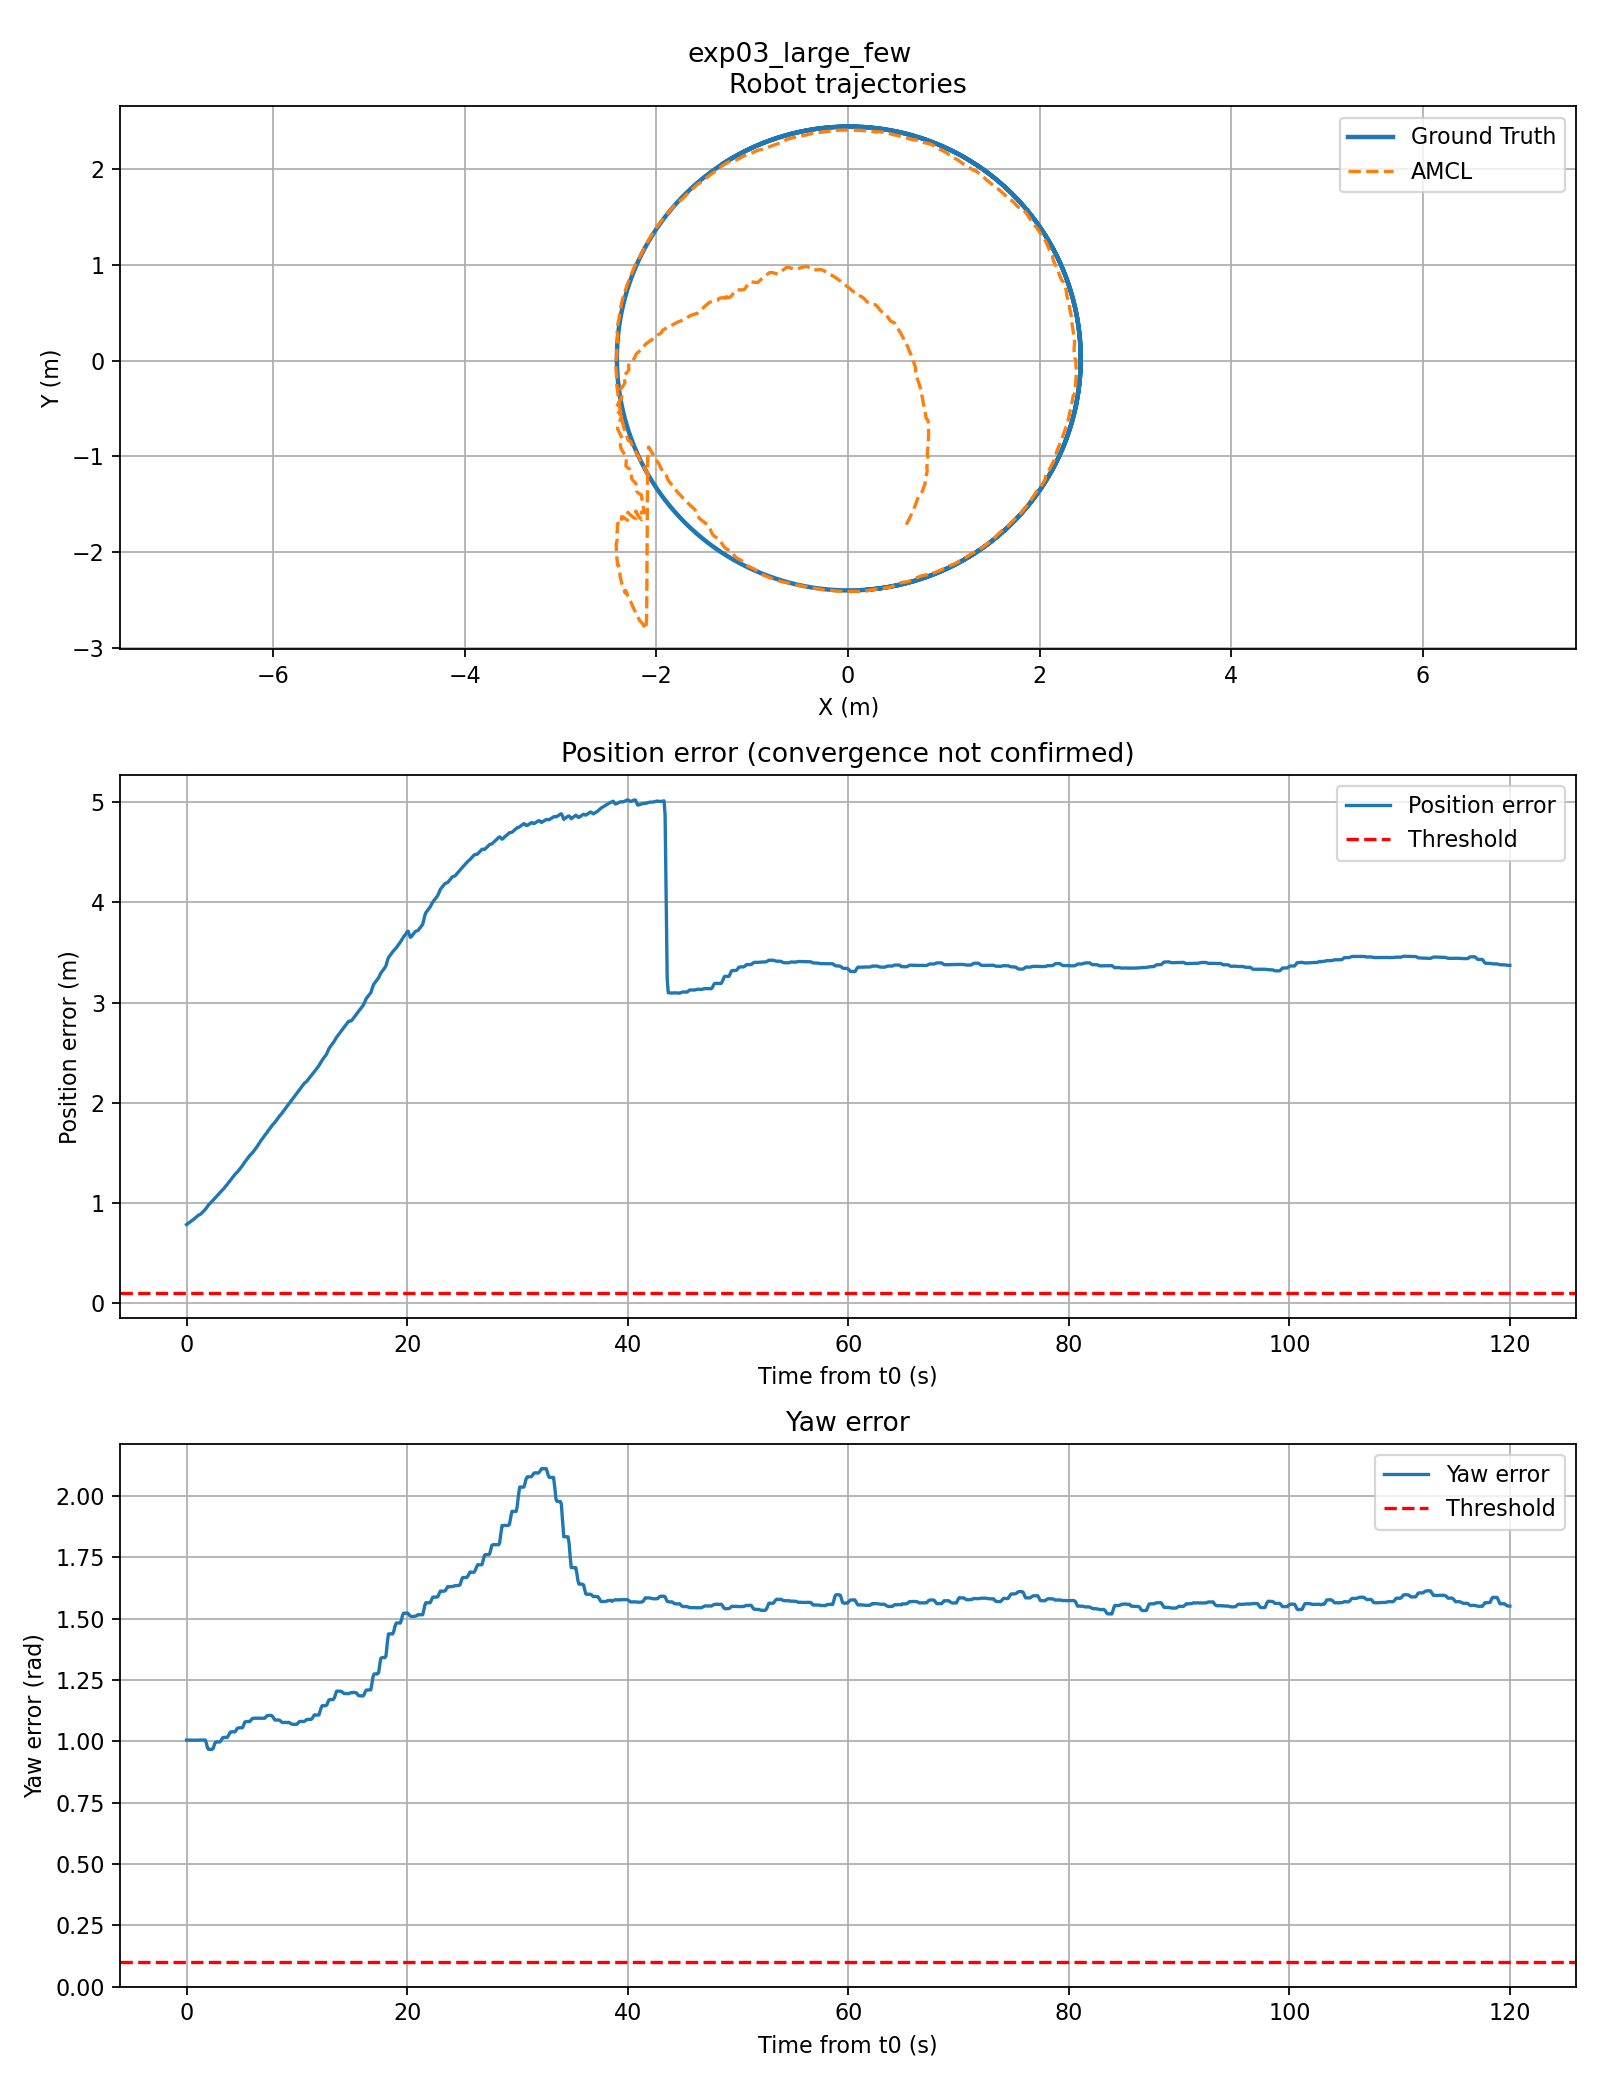 exp03_large_few
Robot trajectories
Ground Truth
AMCL
2
1
0
−1
−2
−3
Y (m)
−6
−4
−2
0
2
4
6
X (m)
Position error (convergence not confirmed)
Position error
Threshold
5
4
3
2
1
0
Position error (m)
0
20
40
60
80
100
120
Time from t0 (s)
Yaw error
Yaw error
Threshold
2.00
1.75
1.50
1.25
1.00
0.75
0.50
0.25
0.00
Yaw error (rad)
0
20
40
60
80
100
120
Time from t0 (s)